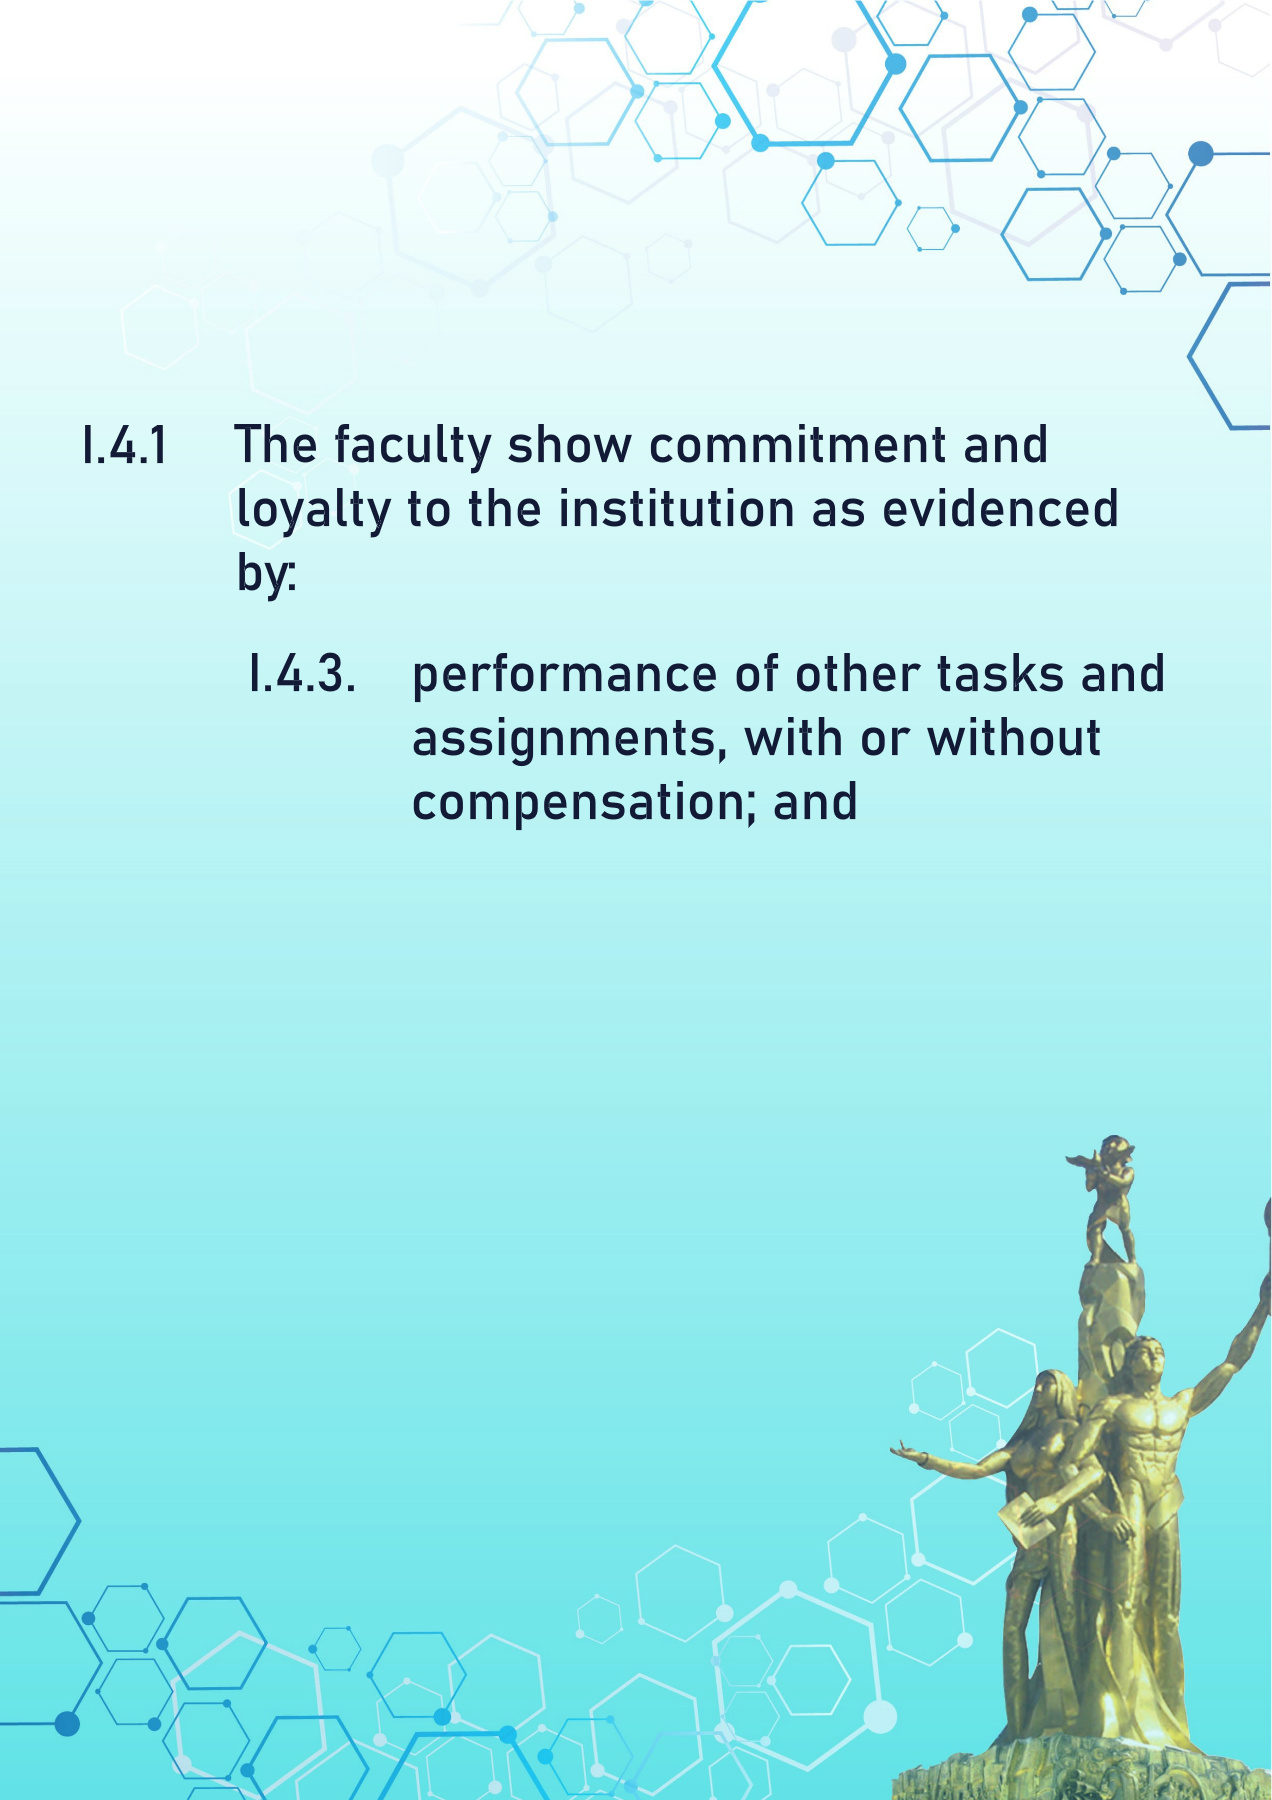 I.4.1 The faculty show commitment and
loyalty to the institution as evidenced
by:
I.4.3. performance of other tasks and
assignments, with or without
compensation; and